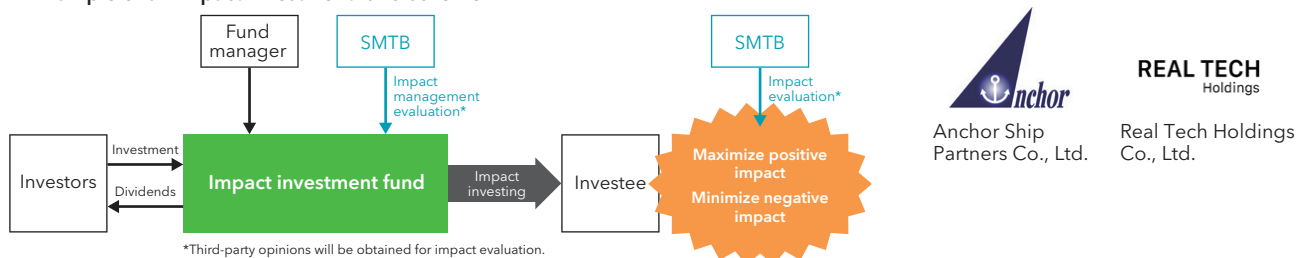 Fund
manager
SMTB
SMTB
Impact
management
evaluation*
Impact
evaluation*
Investors
Investment
Dividends
Impact investment fund
Impact
investing
Investee
Maximize positive
impact
Minimize negative
impact
*Third-party opinions will be obtained for impact evaluation.
nchor
Anchor Ship
Partners Co., Ltd.
REAL TECH
Holdings
Real Tech Holdings
Co., Ltd.